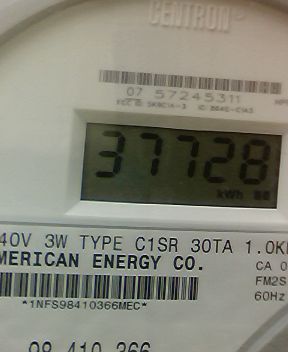 CENTRON®
07 57245311
37728
kWh
40V 3W TYPE C1SR 30TA 1.0K
MERICAN ENERGY CO.
CA 0
FM2S
60Hz
*1NFS98410366MEC*
98 410 366